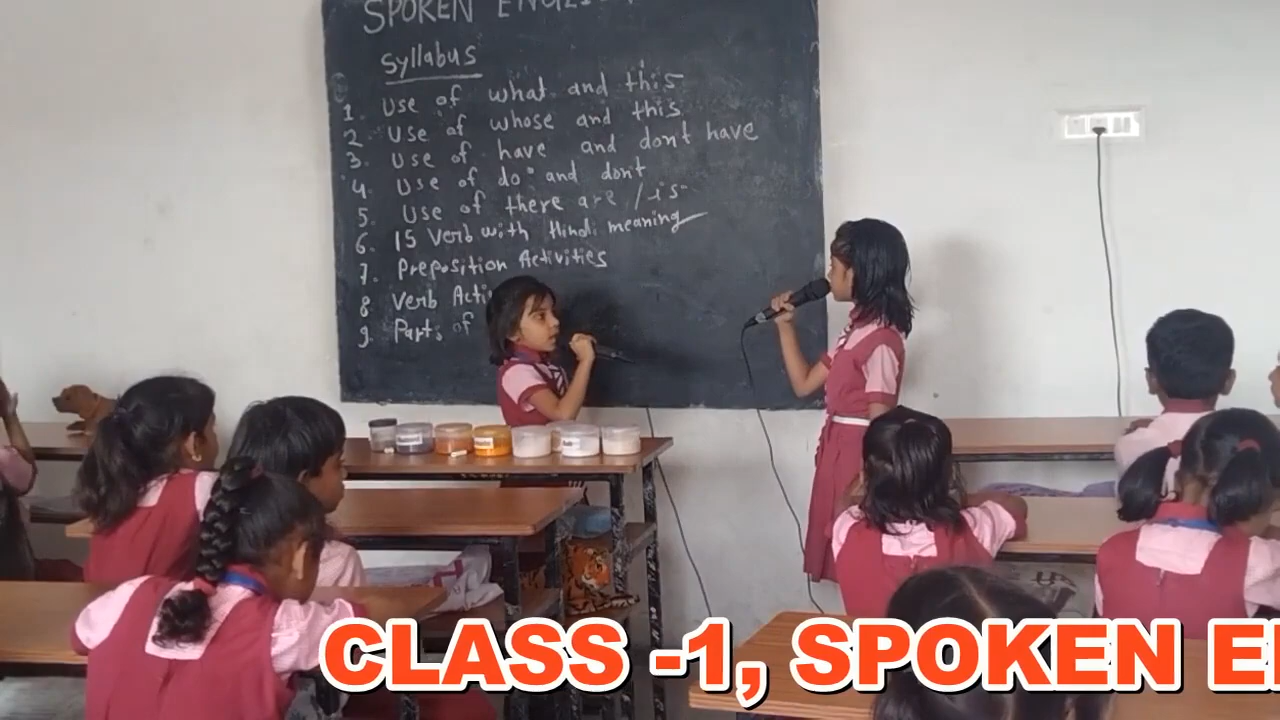 SPOKEN
Syllabus
1. Use of what and this
2. Use of whose and this
3. Use of have and don't have
4. Use of do and don't
5. Use of there are / is
6. 15 Verb with Hindi meaning
7. Preposition Activities
8 Verb Acti
9. Parts of
CLASS -1, SPOKEN E